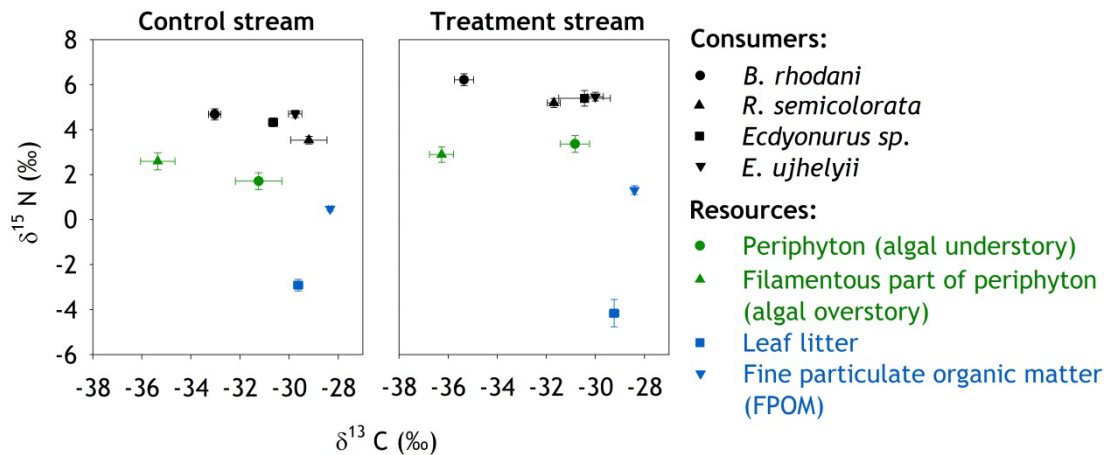 Control stream
Treatment stream
8
6
4
2
0
-2
-4
-6
δ¹⁵ N (‰)
-38 -36 -34 -32 -30 -28
-38 -36 -34 -32 -30 -28
δ¹³ C (‰)
Consumers:
B. rhodani
R. semicolorata
Ecdyonurus sp.
E. ujhelyii
Resources:
Periphyton (algal understory)
Filamentous part of periphyton
(algal overstory)
Leaf litter
Fine particulate organic matter
(FPOM)